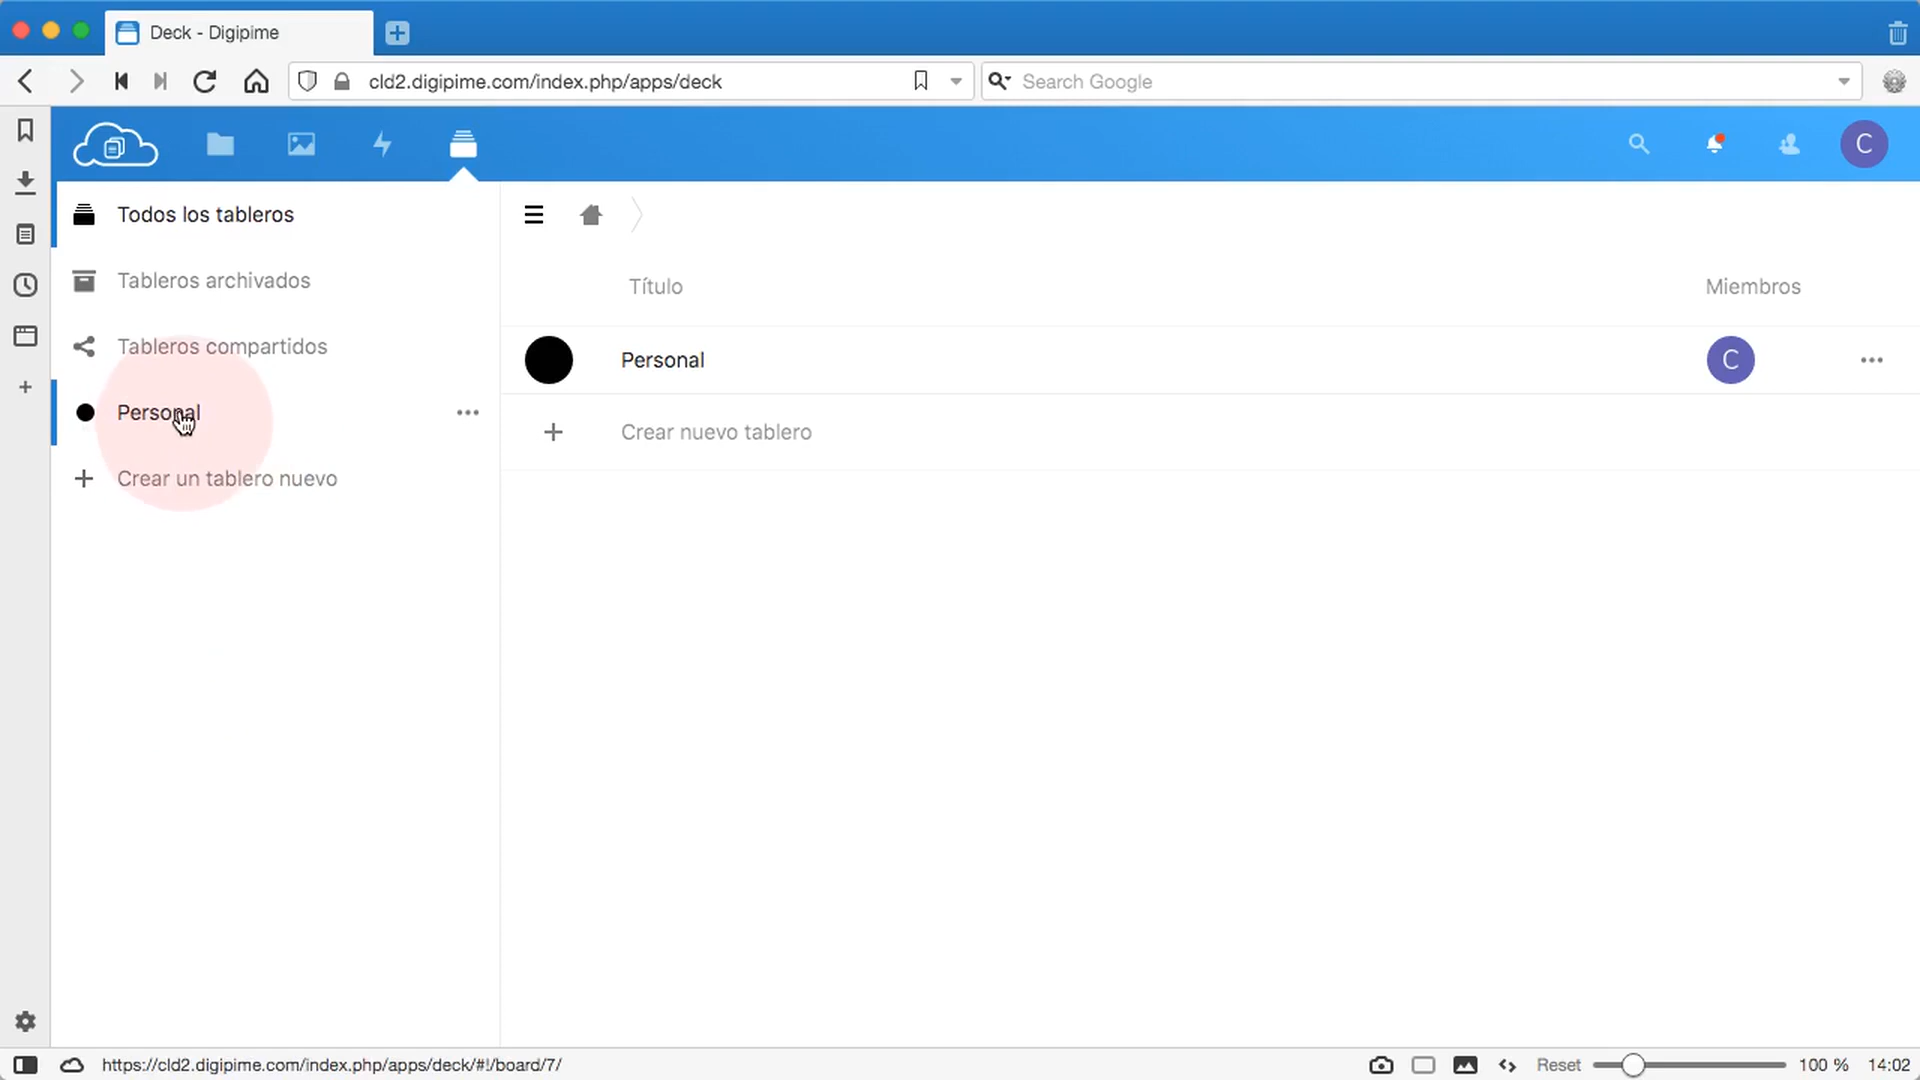 Deck - Digipime
cld2.digipime.com/index.php/apps/deck
Search Google
C
Todos los tableros
Tableros archivados
Tableros compartidos
Personal
Crear un tablero nuevo
Título
Miembros
Personal
C
Crear nuevo tablero
https://cld2.digipime.com/index.php/apps/deck/#!/board/7/
Reset
100 %
14:02